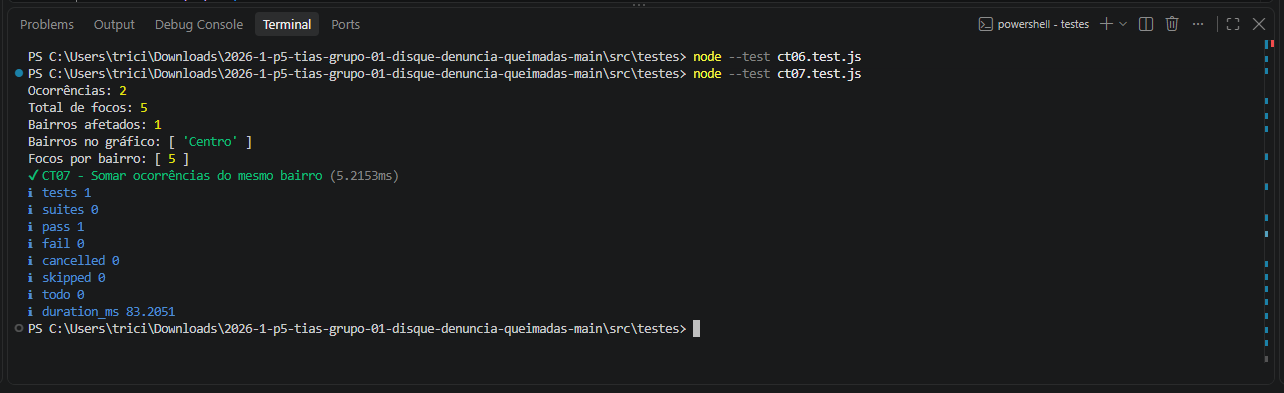 Problems Output Debug Console Terminal Ports powershell - testes
PS C:\Users\trici\Downloads\2026-1-p5-tias-grupo-01-disque-denuncia-queimadas-main\src\testes> node --test ct06.test.js
PS C:\Users\trici\Downloads\2026-1-p5-tias-grupo-01-disque-denuncia-queimadas-main\src\testes> node --test ct07.test.js
Ocorrências: 2
Total de focos: 5
Bairros afetados: 1
Bairros no gráfico: [ 'Centro' ]
Focos por bairro: [ 5 ]
✔ CT07 - Somar ocorrências do mesmo bairro (5.2153ms)
ℹ tests 1
ℹ suites 0
ℹ pass 1
ℹ fail 0
ℹ cancelled 0
ℹ skipped 0
ℹ todo 0
ℹ duration_ms 83.2051
PS C:\Users\trici\Downloads\2026-1-p5-tias-grupo-01-disque-denuncia-queimadas-main\src\testes>